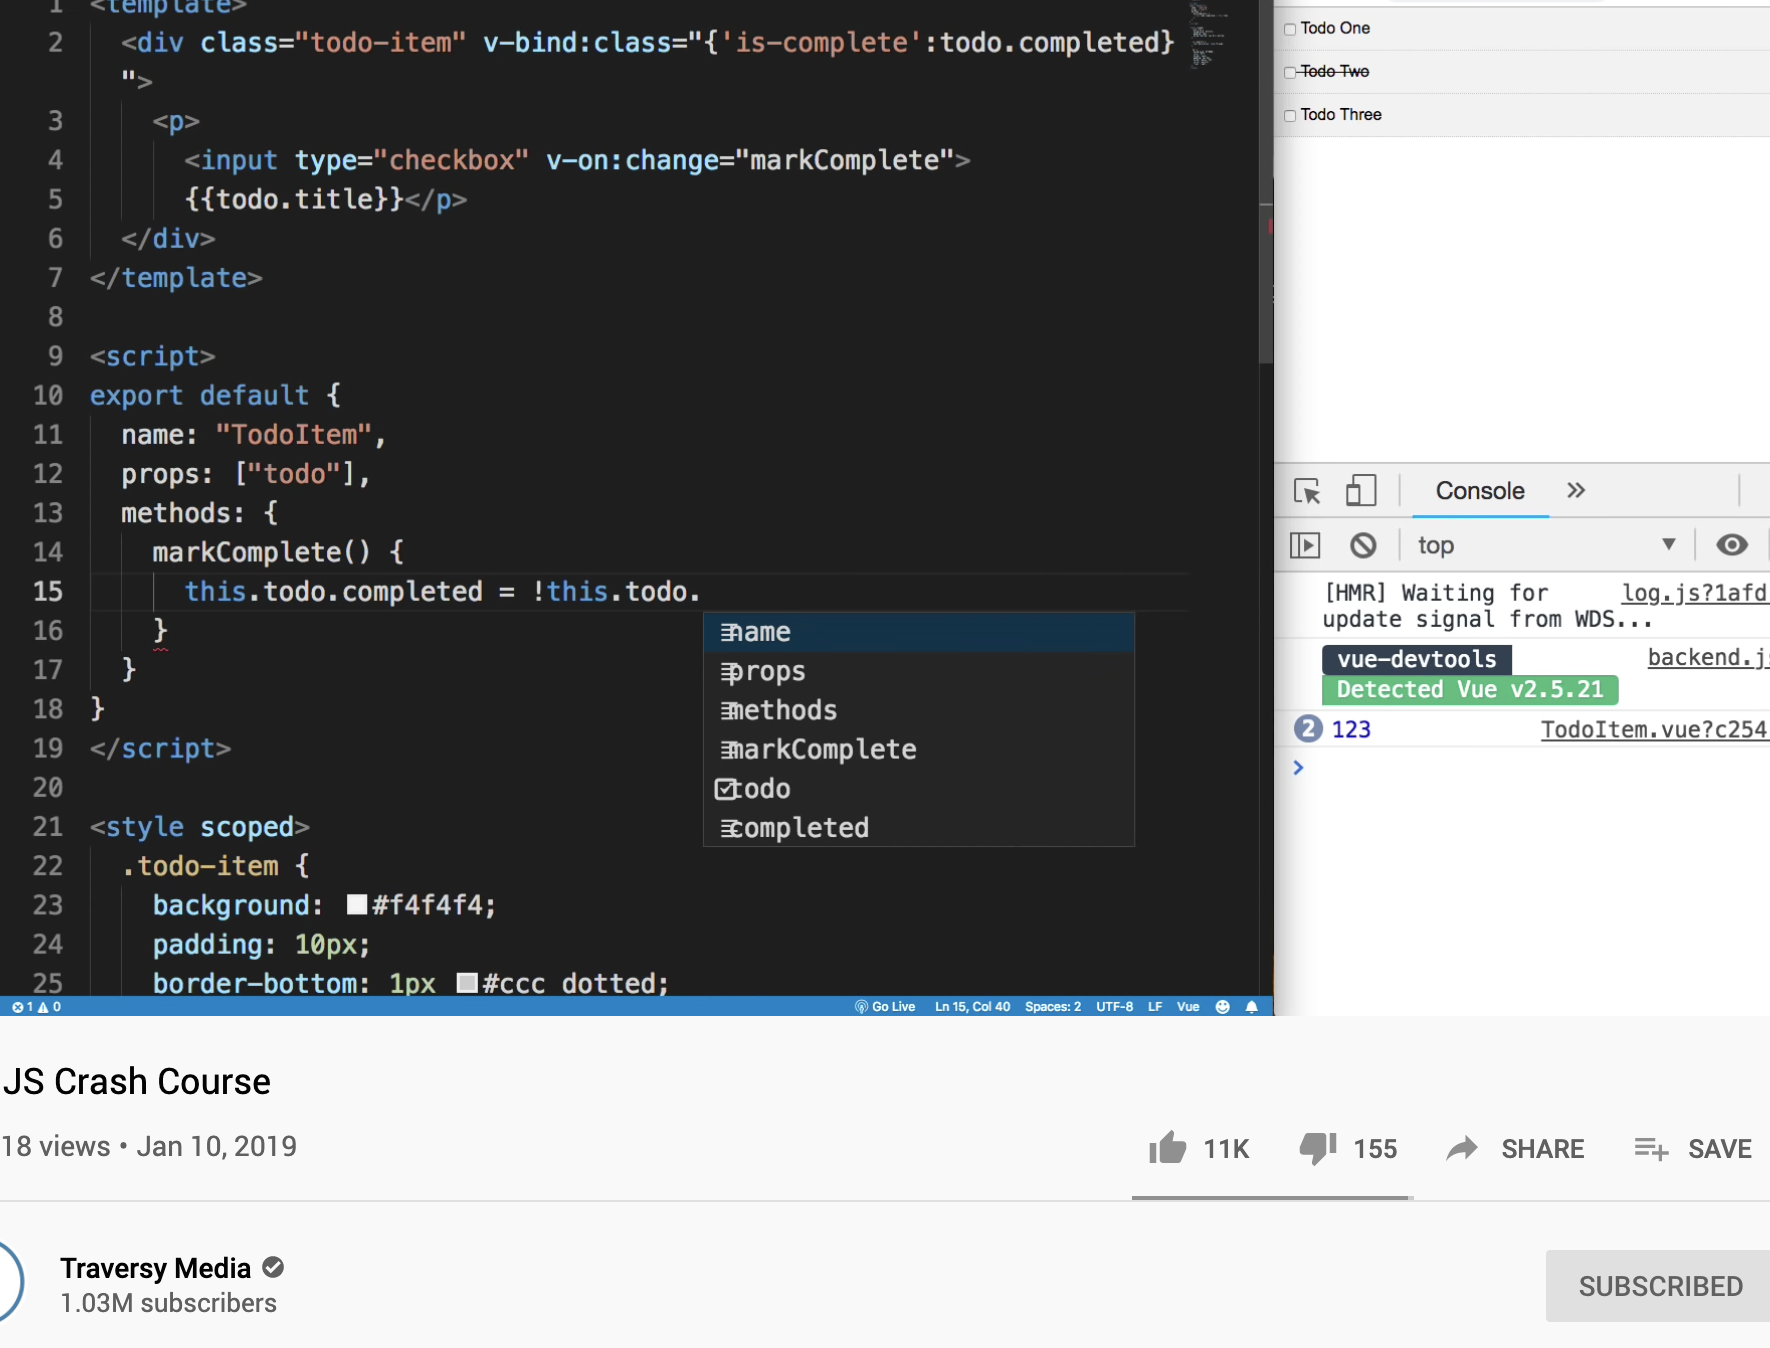 1 <template>
2 <div class="todo-item" v-bind:class="{'is-complete':todo.completed}
">
3 <p>
4 <input type="checkbox" v-on:change="markComplete">
5 {{todo.title}}</p>
6 </div>
7 </template>
8
9 <script>
10 export default {
11 name: "TodoItem",
12 props: ["todo"],
13 methods: {
14 markComplete() {
15 this.todo.completed = !this.todo.
16 }
17 }
18 }
19 </script>
20
21 <style scoped>
22 .todo-item {
23 background: #f4f4f4;
24 padding: 10px;
25 border-bottom: 1px #ccc dotted;
name
props
methods
markComplete
todo
completed
1 0 Go Live Ln 15, Col 40 Spaces: 2 UTF-8 LF Vue
Todo One
Todo Two
Todo Three
Console
top
[HMR] Waiting for log.js?1afd
update signal from WDS...
vue-devtools backend.js
Detected Vue v2.5.21
2 123 TodoItem.vue?c254
JS Crash Course
18 views • Jan 10, 2019
11K 155 SHARE SAVE
Traversy Media
1.03M subscribers
SUBSCRIBED